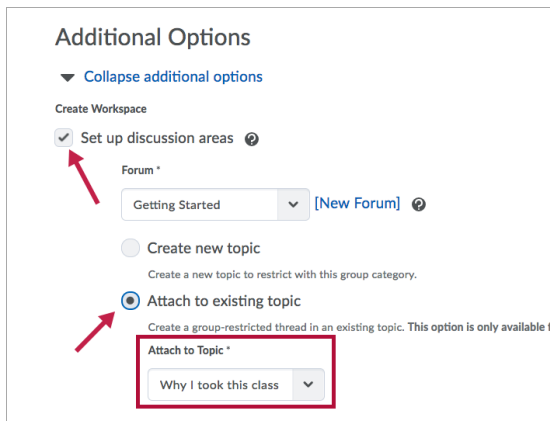 Additional Options
Collapse additional options
Create Workspace
Set up discussion areas
Forum *
Getting Started [New Forum]
Create new topic
Create a new topic to restrict with this group category.
Attach to existing topic
Create a group-restricted thread in an existing topic. This option is only available
Attach to Topic *
Why I took this class